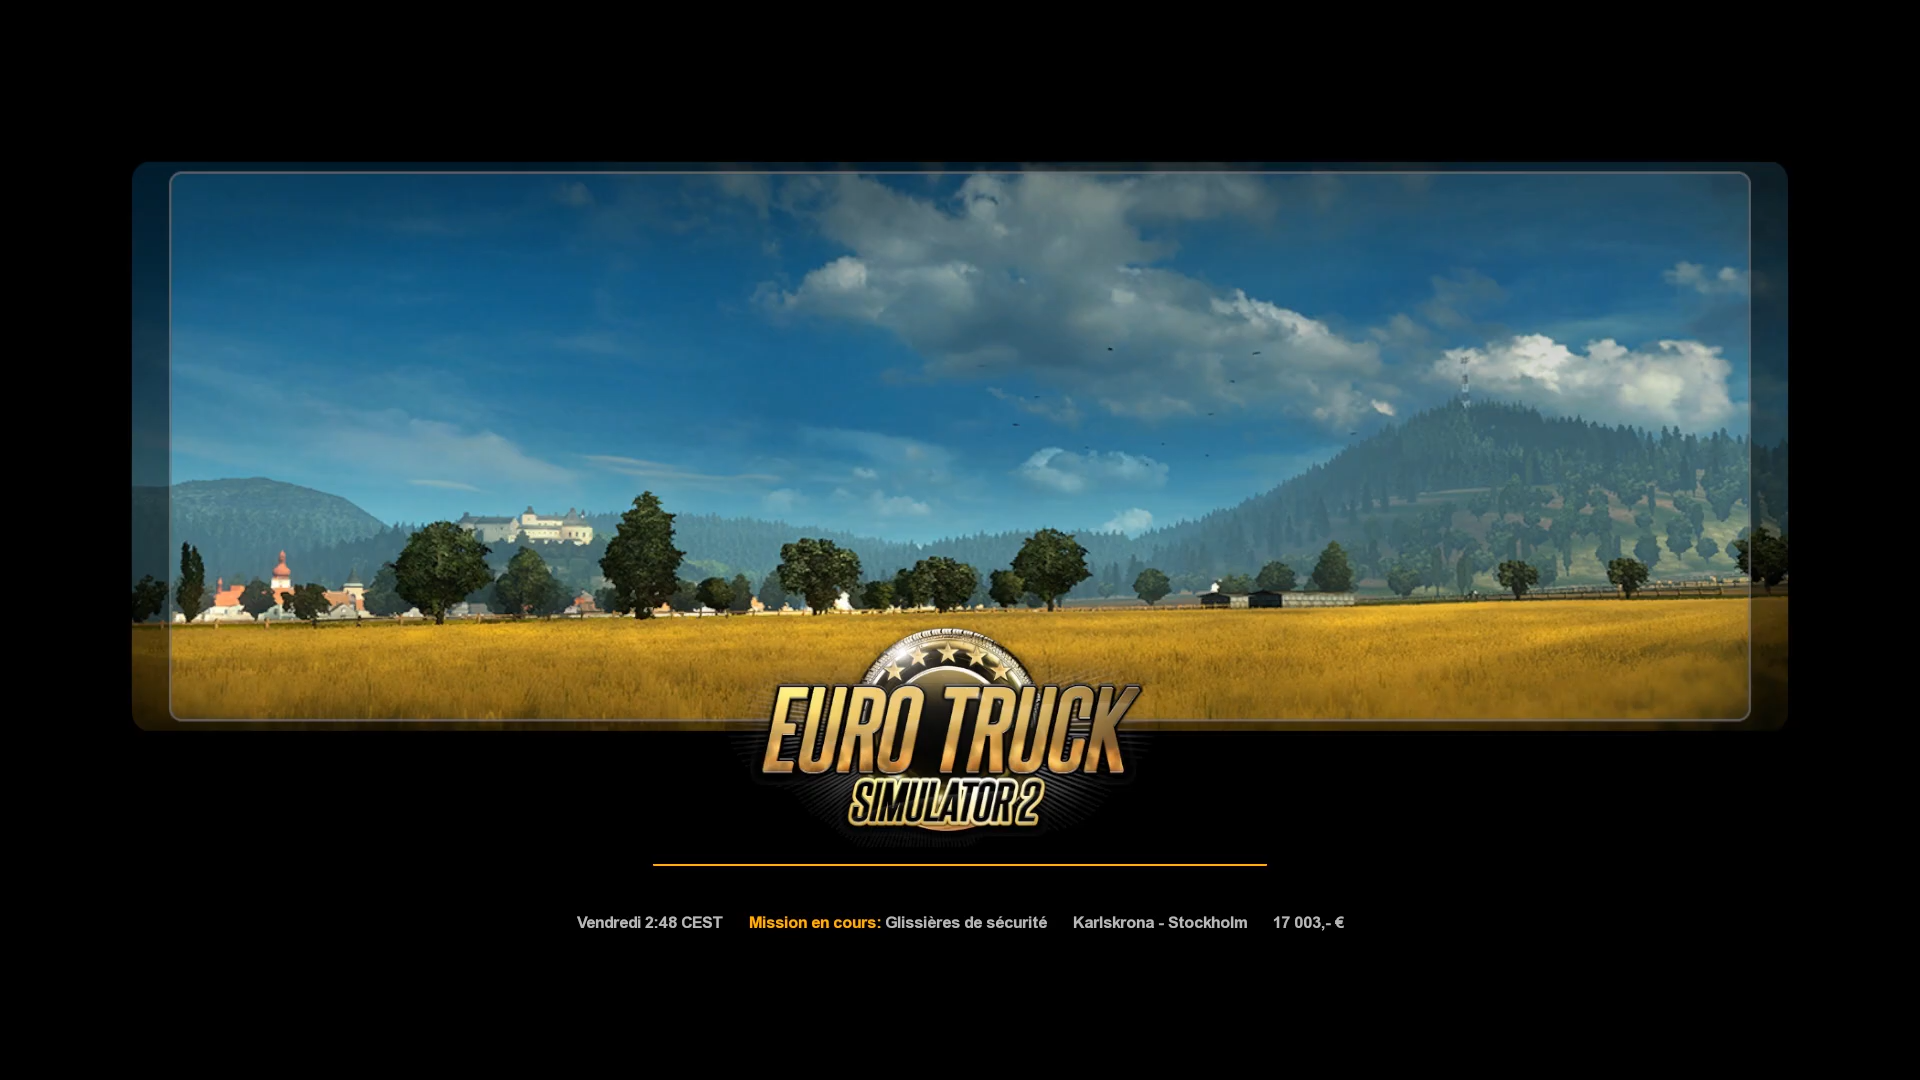 EURO TRUCK
SIMULATOR 2
Vendredi 2:48 CEST Mission en cours: Glissières de sécurité Karlskrona - Stockholm 17 003,- €